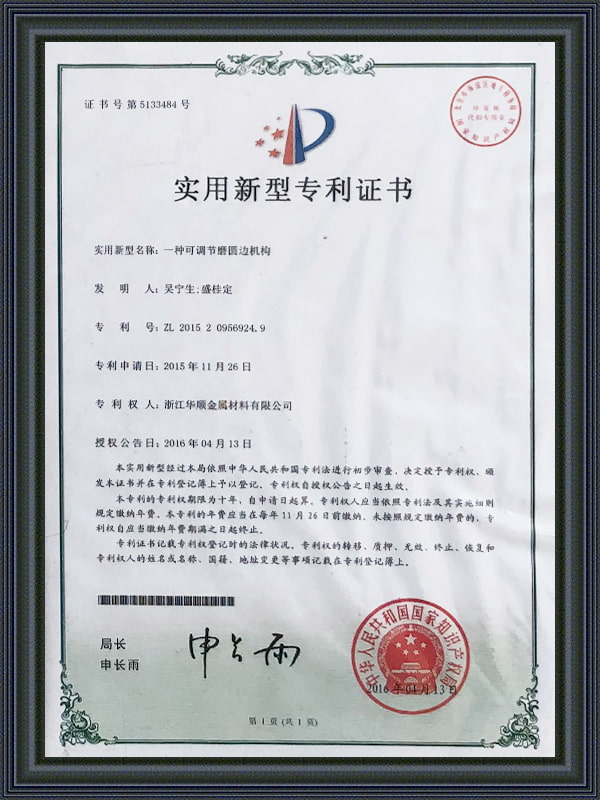 证书号第5133484号
实用新型专利证书
实用新型名称：一种可调节磨圆边机构
发 明 人：吴宁生;盛桂定
专 利 号：ZL 2015 2 0956924.9
专利申请日：2015年11月26日
专 利 权 人：浙江华顺金属材料有限公司
授权公告日：2016年04月13日
本实用新型经过本局依照中华人民共和国专利法进行初步审查，决定授予专利权，颁
发本证书并在专利登记簿上予以登记。专利权自授权公告之日起生效。
本专利的专利权期限为十年，自申请日起算。专利权人应当依照专利法及其实施细则
规定缴纳年费。本专利的年费应当在每年11月26日前缴纳。未按照规定缴纳年费的，专
利权自应当缴纳年费期满之日起终止。
专利证书记载专利权登记时的法律状况。专利权的转移、质押、无效、终止、恢复和
专利权人的姓名或名称、国籍、地址变更等事项记载在专利登记簿上。
局长
申长雨
申长雨
中华人民共和国国家知识产权局
2016年04月13日
第1页(共1页)